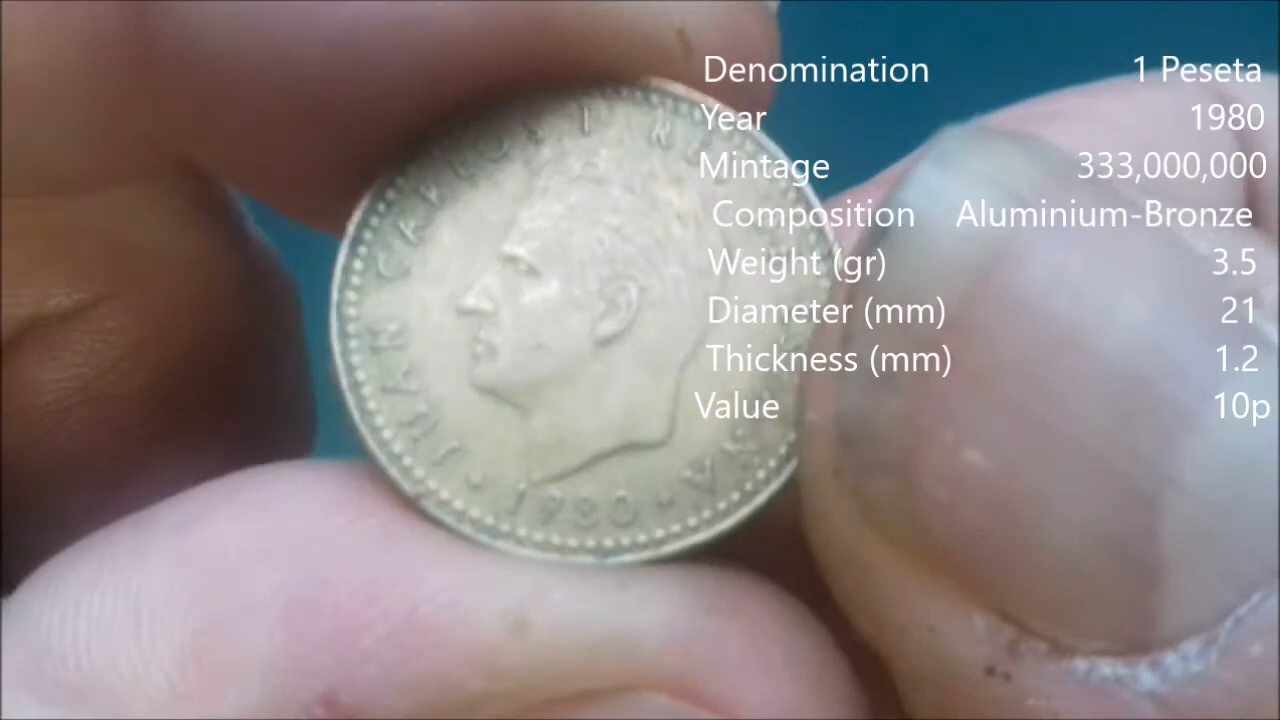 Denomination 1 Peseta
Year 1980
Mintage 333,000,000
Composition Aluminium-Bronze
Weight (gr) 3.5
Diameter (mm) 21
Thickness (mm) 1.2
Value 10p
JUAN CARLOS I
1980